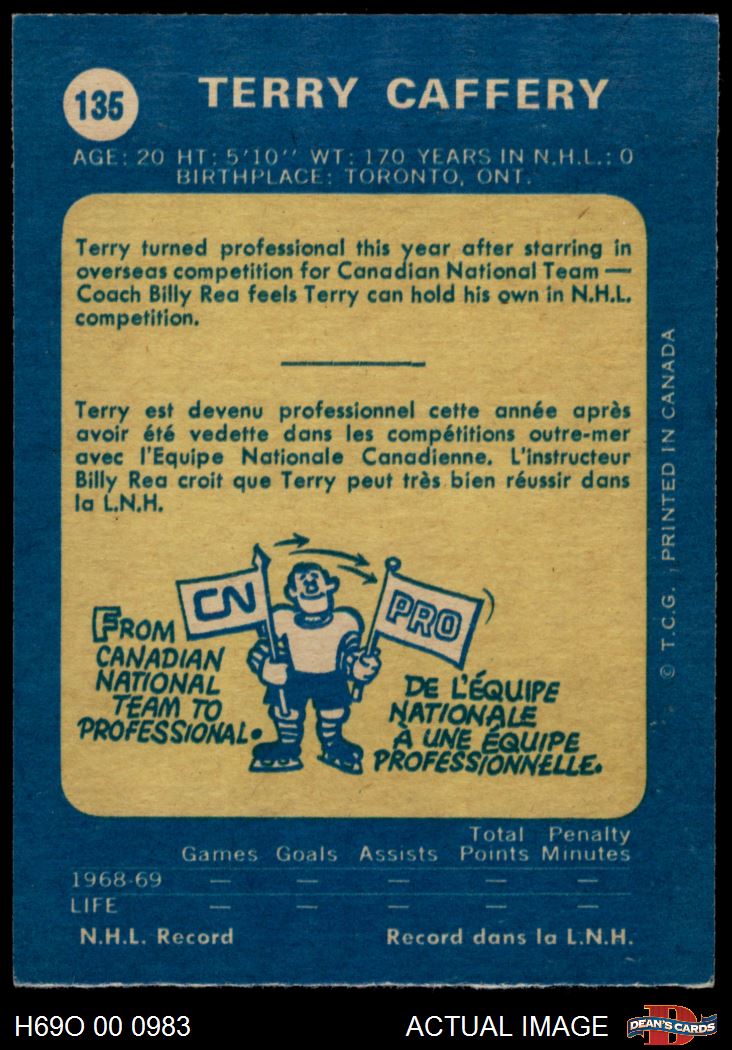 135
TERRY CAFFERY
AGE: 20 HT: 5'10'' WT: 170 YEARS IN N.H.L.: 0
BIRTHPLACE: TORONTO, ONT.
Terry turned professional this year after starring in
overseas competition for Canadian National Team —
Coach Billy Rea feels Terry can hold his own in N.H.L.
competition.
Terry est devenu professionnel cette année après
avoir été vedette dans les compétitions outre-mer
avec l'Equipe Nationale Canadienne. L'instructeur
Billy Rea croit que Terry peut très bien réussir dans
la L.N.H.
CN
PRO
FROM
CANADIAN
NATIONAL
TEAM TO
PROFESSIONAL.
DE L'ÉQUIPE
NATIONALE
À UNE ÉQUIPE
PROFESSIONNELLE.
© T.C.G., PRINTED IN CANADA
Total Penalty
Games Goals Assists Points Minutes
1968-69 — — — — —
LIFE — — — — —
N.H.L. Record Record dans la L.N.H.
H69O 00 0983 ACTUAL IMAGE
D
DEAN'S CARDS